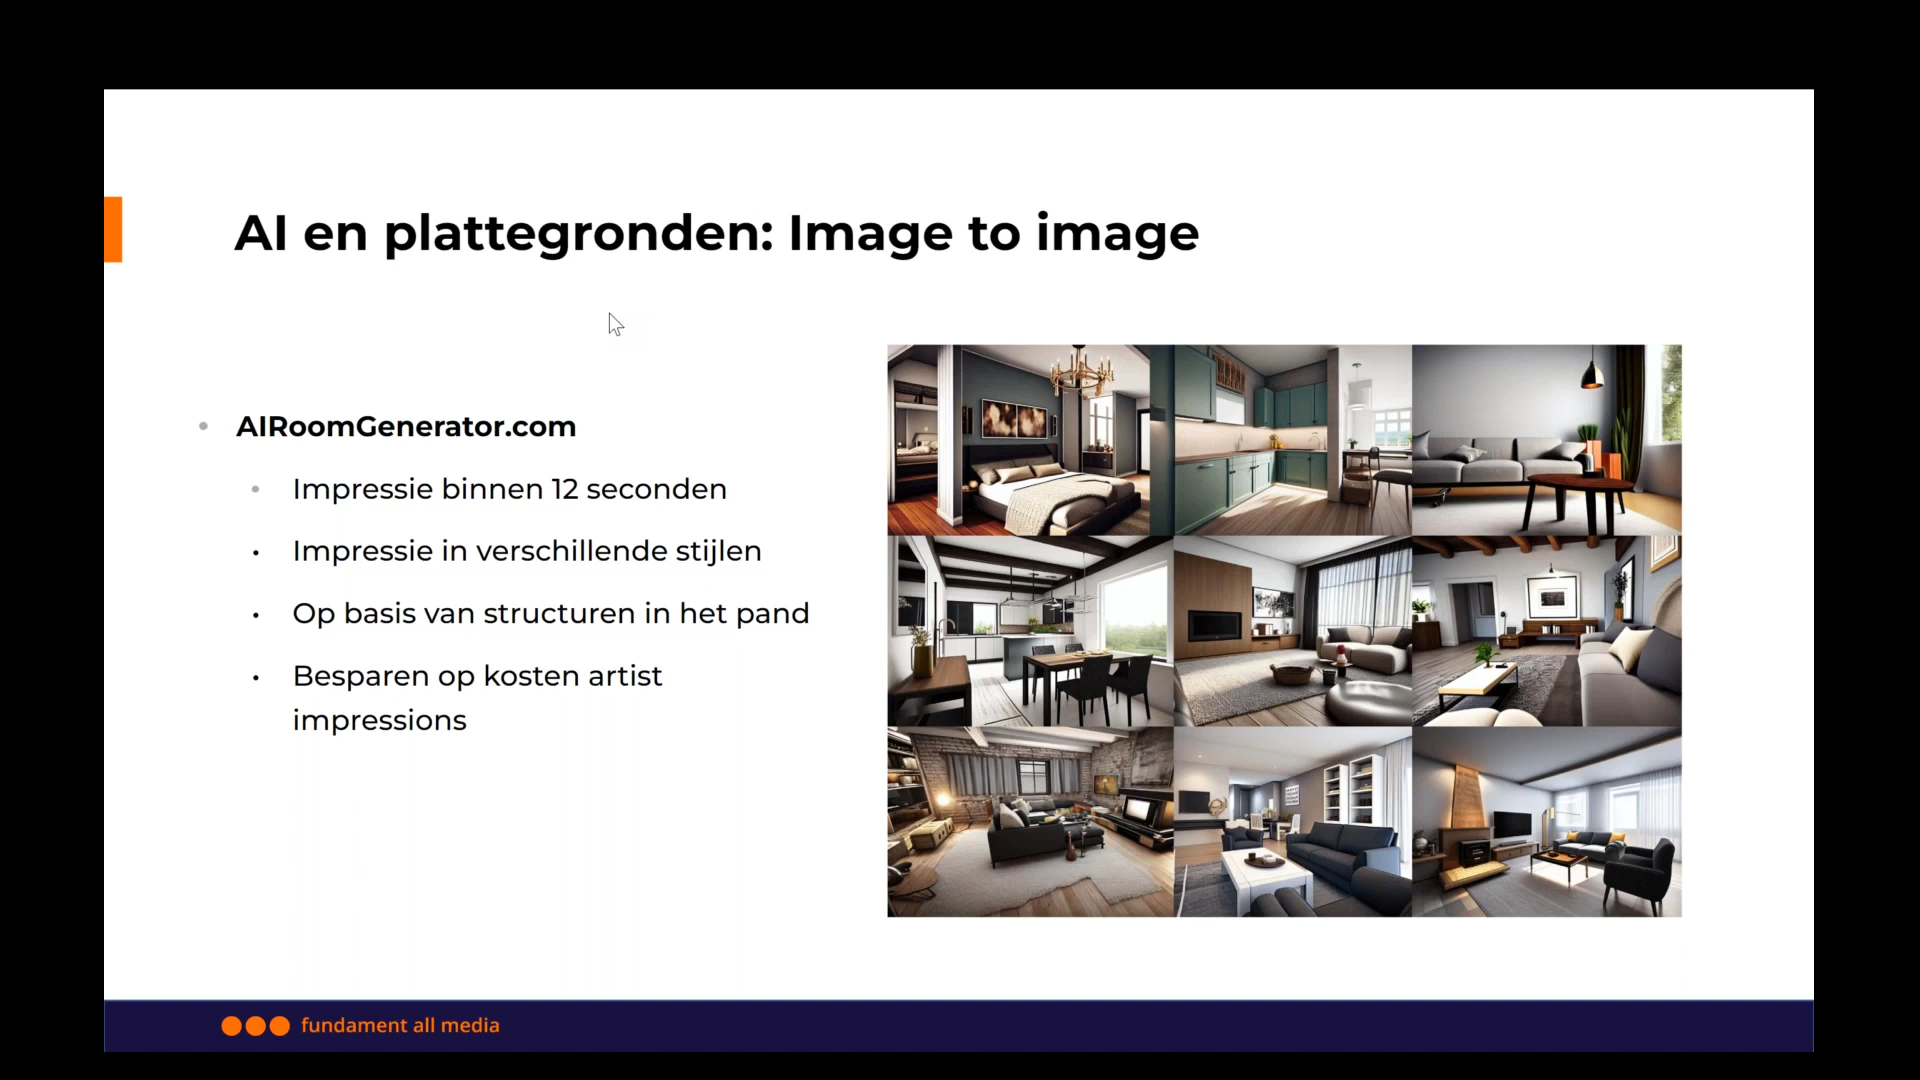 AI en plattegronden: Image to image
AIRoomGenerator.com
Impressie binnen 12 seconden
Impressie in verschillende stijlen
Op basis van structuren in het pand
Besparen op kosten artist
impressions
fundament all media